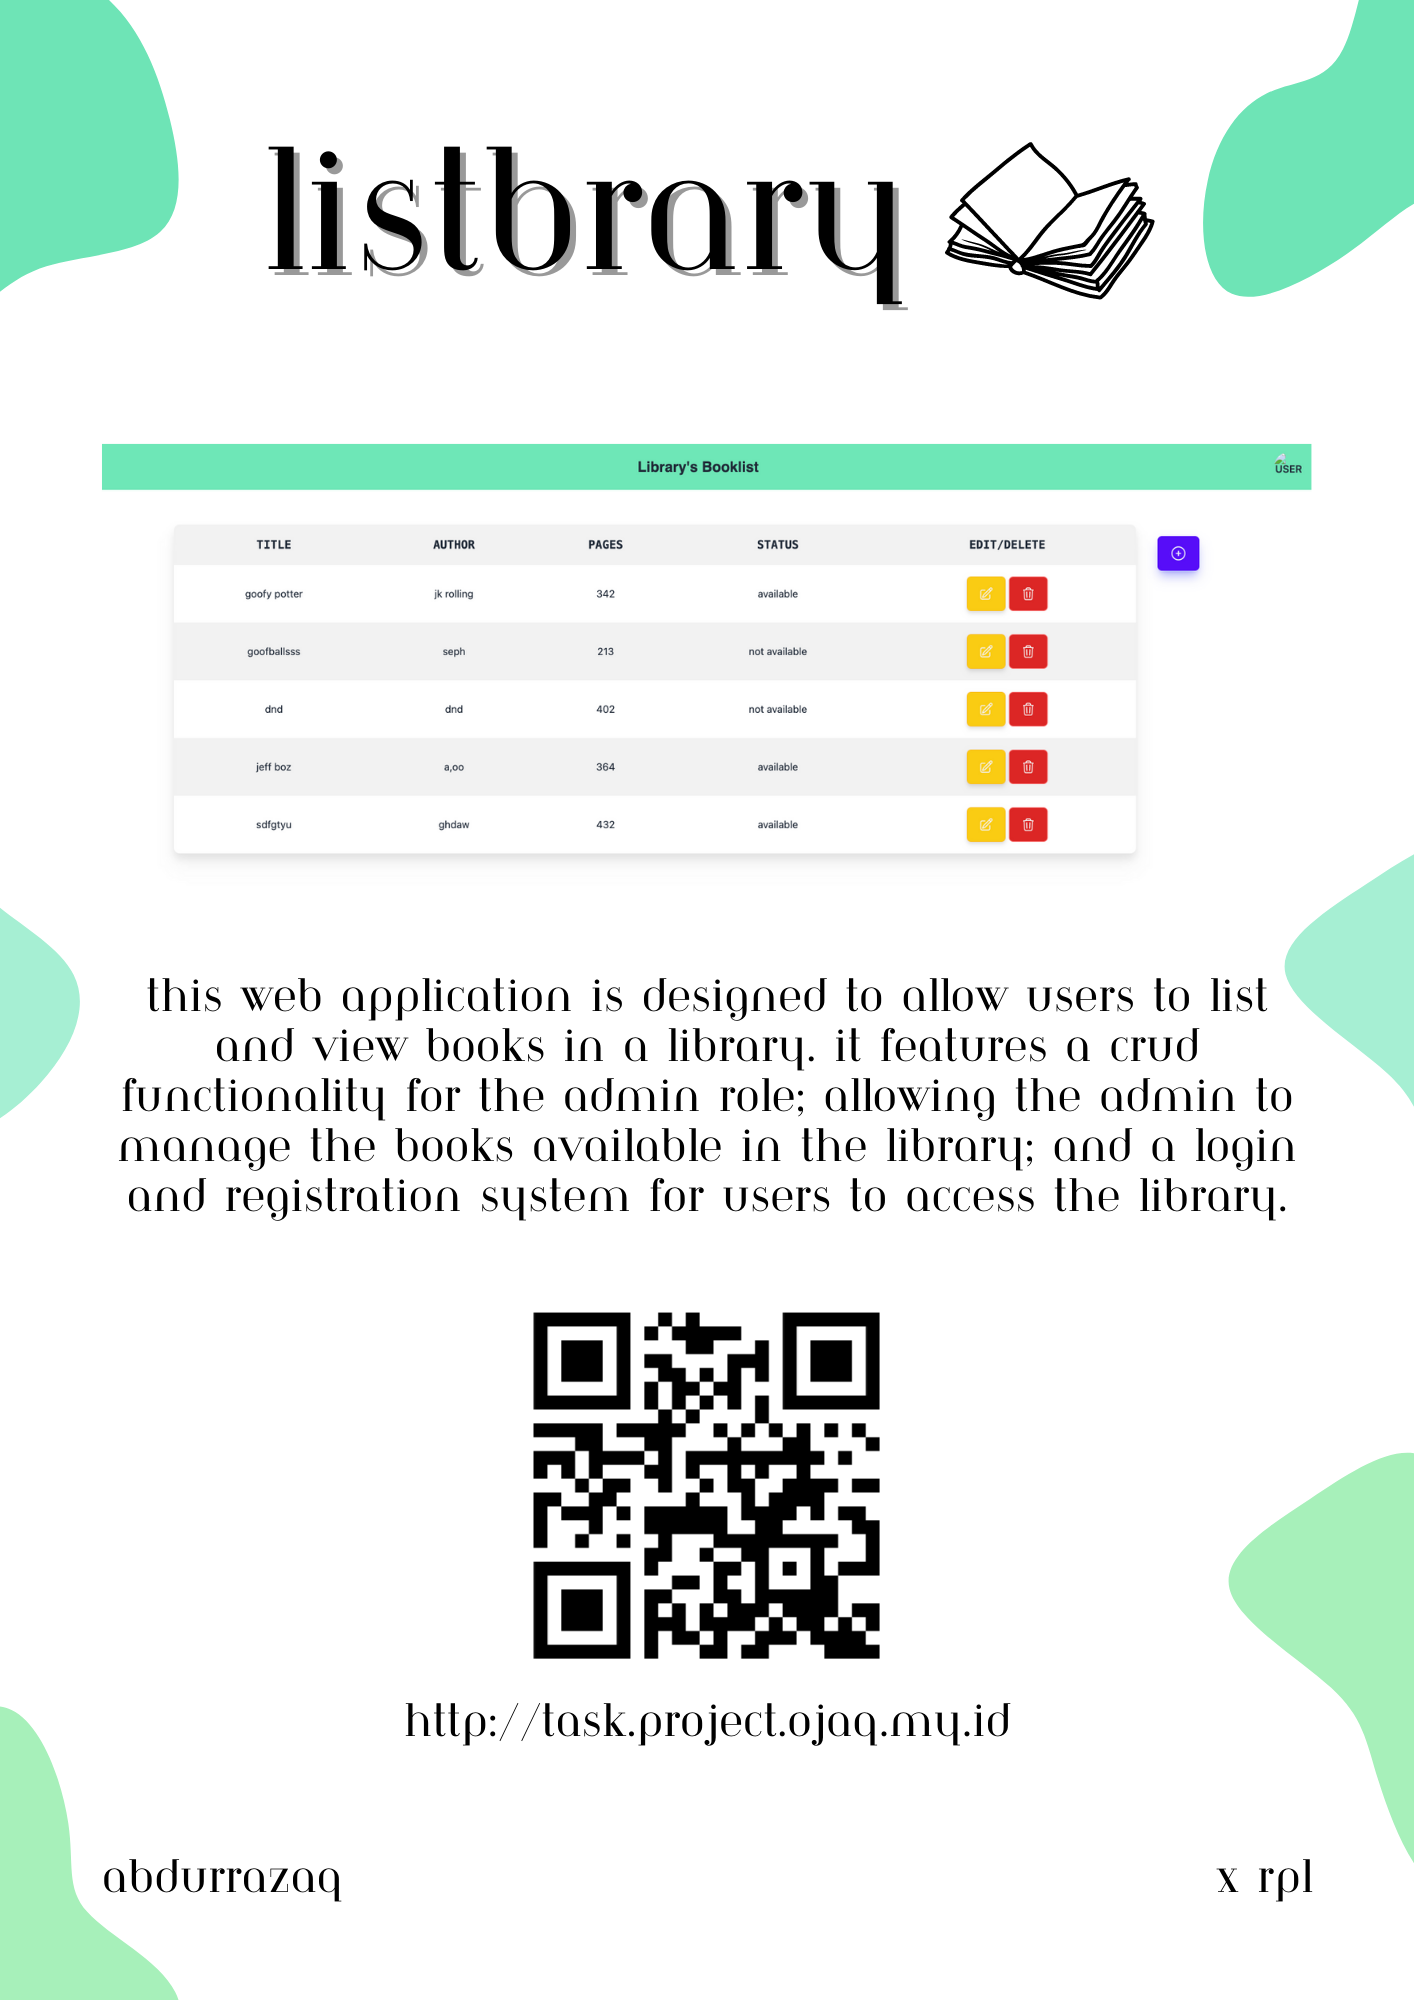 listbrary
Library's Booklist
USER
TITLE AUTHOR PAGES STATUS EDIT/DELETE
goofy potter jk rolling 342 available
goofballsss seph 213 not available
dnd dnd 402 not available
jeff boz a,oo 364 available
sdfgtyu ghdaw 432 available
this web application is designed to allow users to list
and view books in a library. it features a crud
functionality for the admin role; allowing the admin to
manage the books available in the library; and a login
and registration system for users to access the library.
http://task.project.ojaq.my.id
abdurrazaq
x rpl